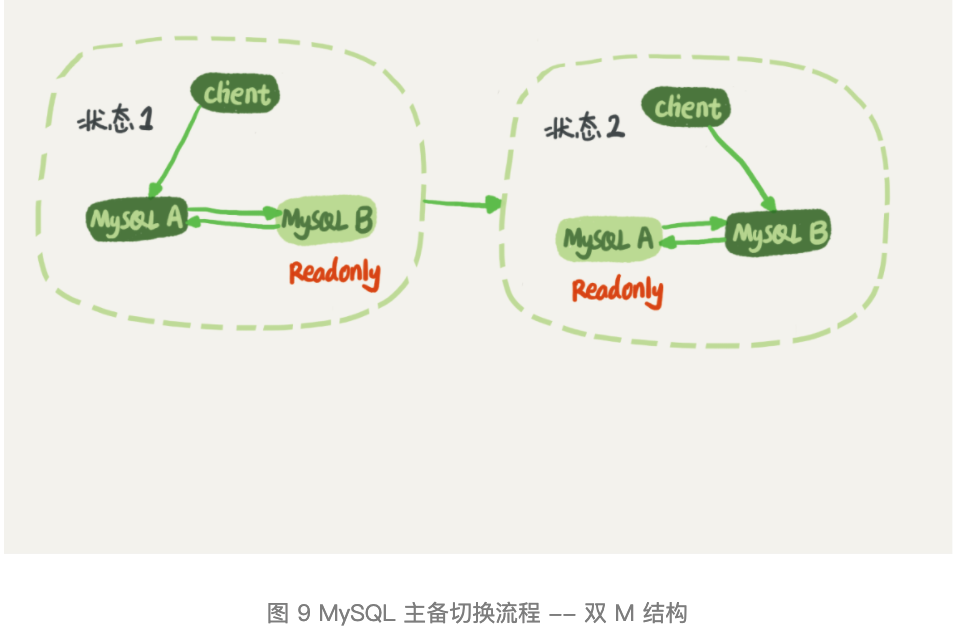 状态1
client
MySQL A
MySQL B
Readonly
状态2
client
MySQL A
MySQL B
Readonly
图 9 MySQL 主备切换流程 -- 双 M 结构